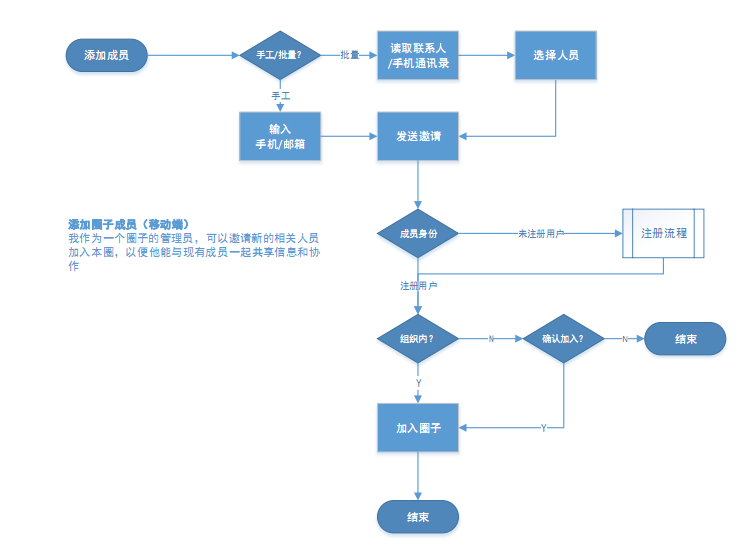 添加成员
手工/批量?
批量
读取联系人
/手机通讯录
选择人员
手工
输入
手机/邮箱
发送邀请
添加圈子成员（移动端）
我作为一个圈子的管理员，可以邀请新的相关人员
加入本圈，以便他能与现有成员一起共享信息和协
作
成员身份
未注册用户
注册流程
注册用户
组织内?
N
确认加入?
N
结束
Y
加入圈子
Y
结束